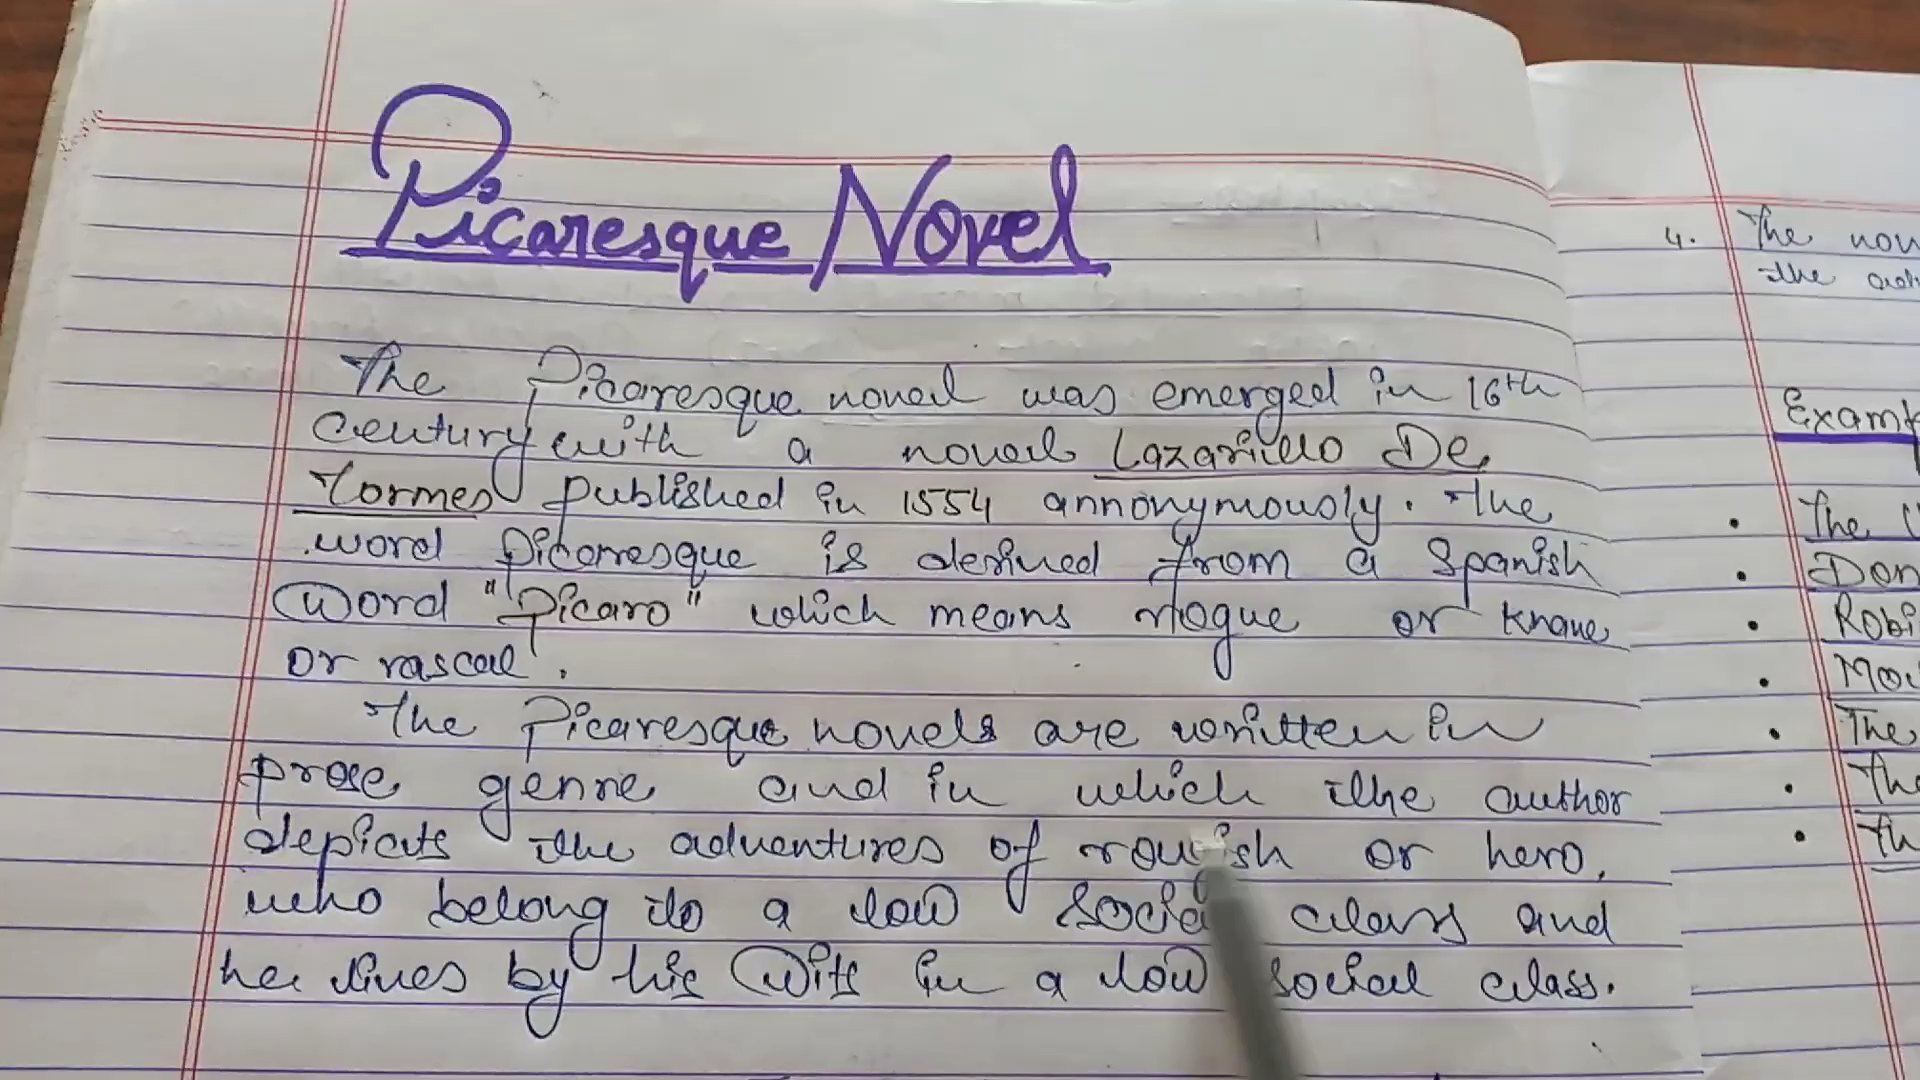 Picaresque Novel
The Picaresque novel was emerged in 16th
Century with a novel Lazarillo De
Tormes published in 1554 annonymously. The
word picaresque is derived from a Spanish
Word "Picaro" which means rogue or knave
or rascal.
The Picaresque novels are written in
prose genre and in which the author
depicts the adventures of or hero,
who belong to a low social class and
he lives by his wits in a low social class.
4. The nov
the
Examp
The
Don
Robi
The
The
Th